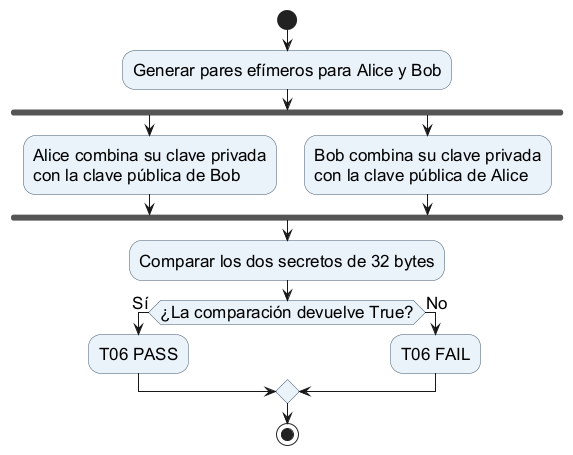 Generar pares efímeros para Alice y Bob
Alice combina su clave privada
con la clave pública de Bob
Bob combina su clave privada
con la clave pública de Alice
Comparar los dos secretos de 32 bytes
¿La comparación devuelve True?
Sí
No
T06 PASS
T06 FAIL